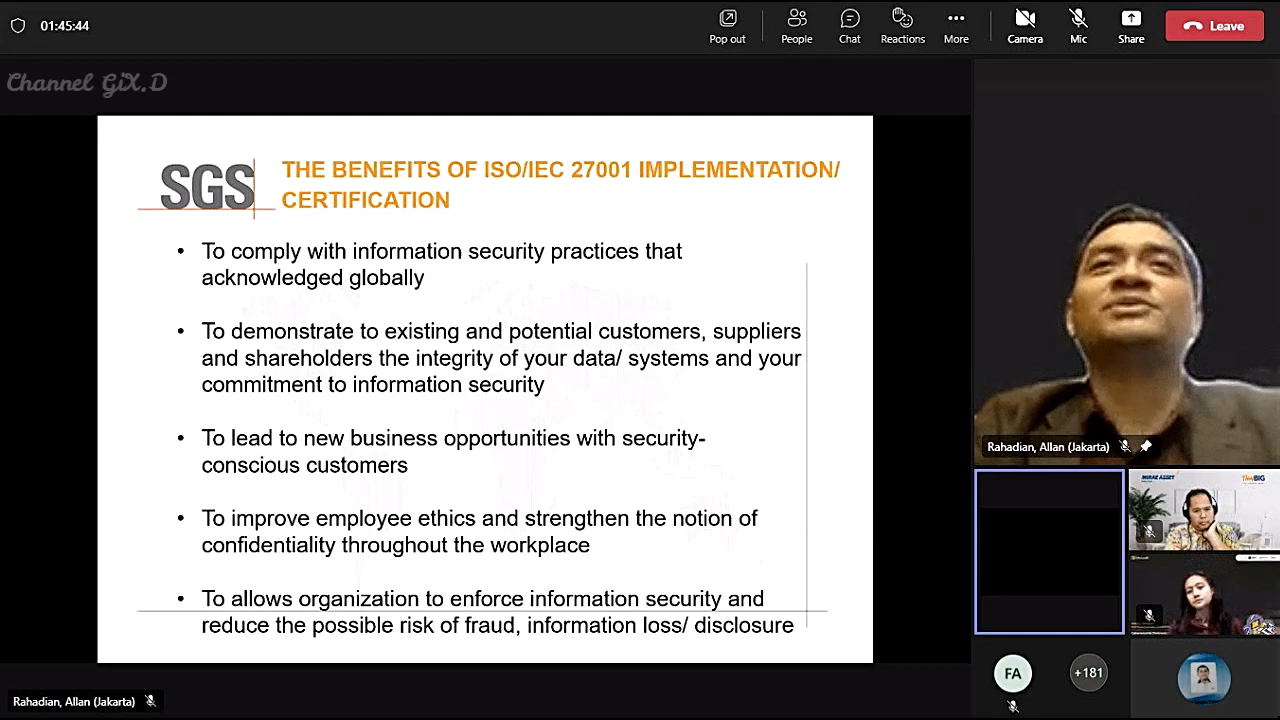 01:45:44
Pop out
People
Chat
Reactions
More
Camera
Mic
Share
Leave
Channel GiX.D
SGS
THE BENEFITS OF ISO/IEC 27001 IMPLEMENTATION/
CERTIFICATION
• To comply with information security practices that
acknowledged globally
• To demonstrate to existing and potential customers, suppliers
and shareholders the integrity of your data/ systems and your
commitment to information security
• To lead to new business opportunities with security-
conscious customers
• To improve employee ethics and strengthen the notion of
confidentiality throughout the workplace
• To allows organization to enforce information security and
reduce the possible risk of fraud, information loss/ disclosure
Rahadian, Allan (Jakarta)
MIRAE ASSET
FA
+181
Rahadian, Allan (Jakarta)